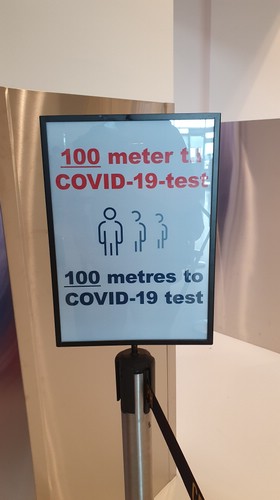 100 meter til
COVID-19-test
100 metres to
COVID-19 test